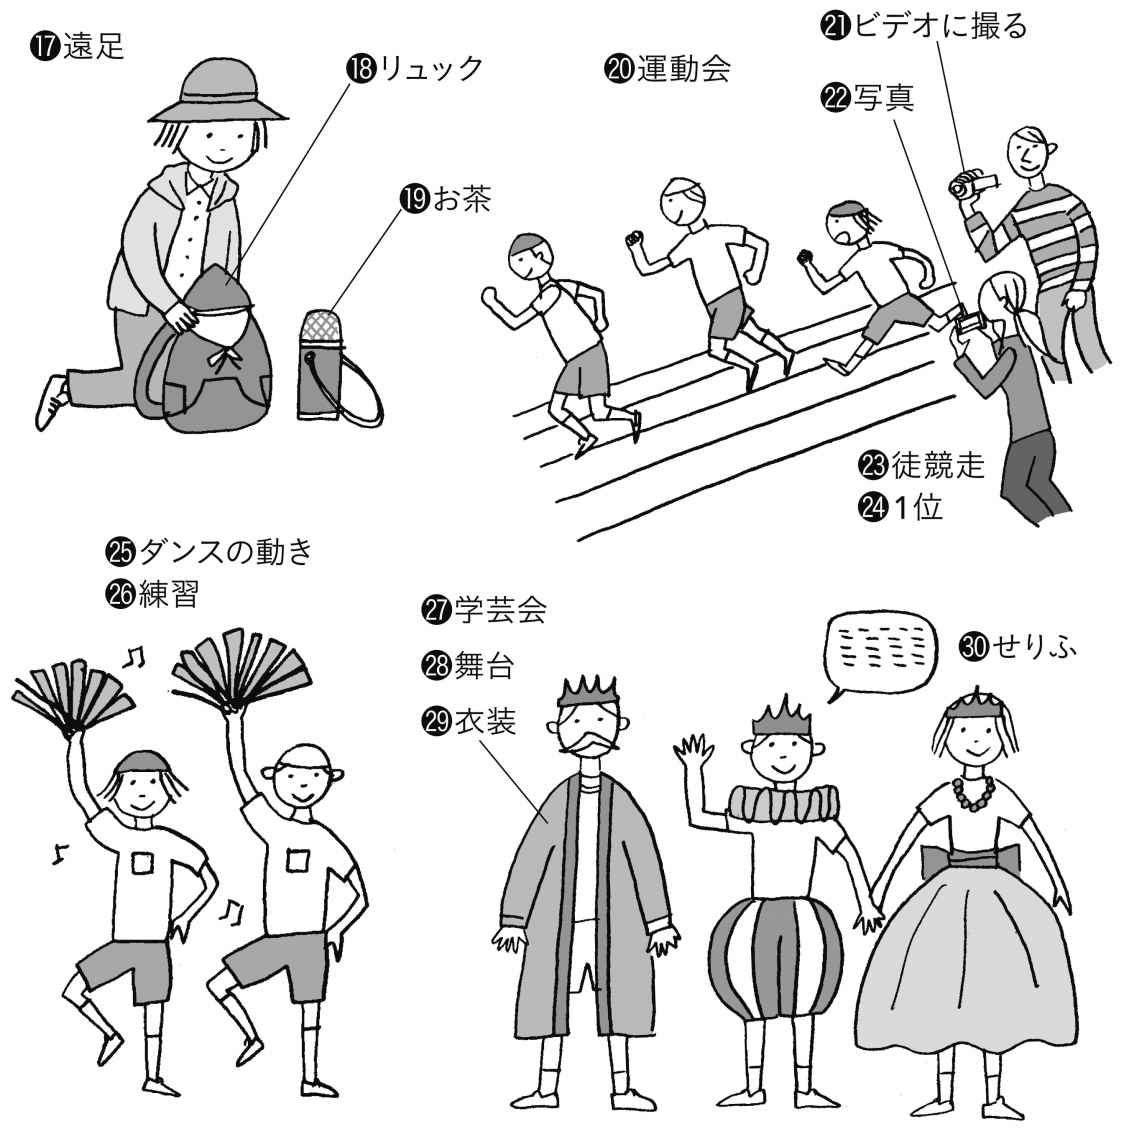 ⑰遠足
⑱リュック
⑲お茶
⑳運動会
㉑ビデオに撮る
㉒写真
㉓徒競走
㉔1位
㉕ダンスの動き
㉖練習
㉗学芸会
㉘舞台
㉙衣装
㉚せりふ